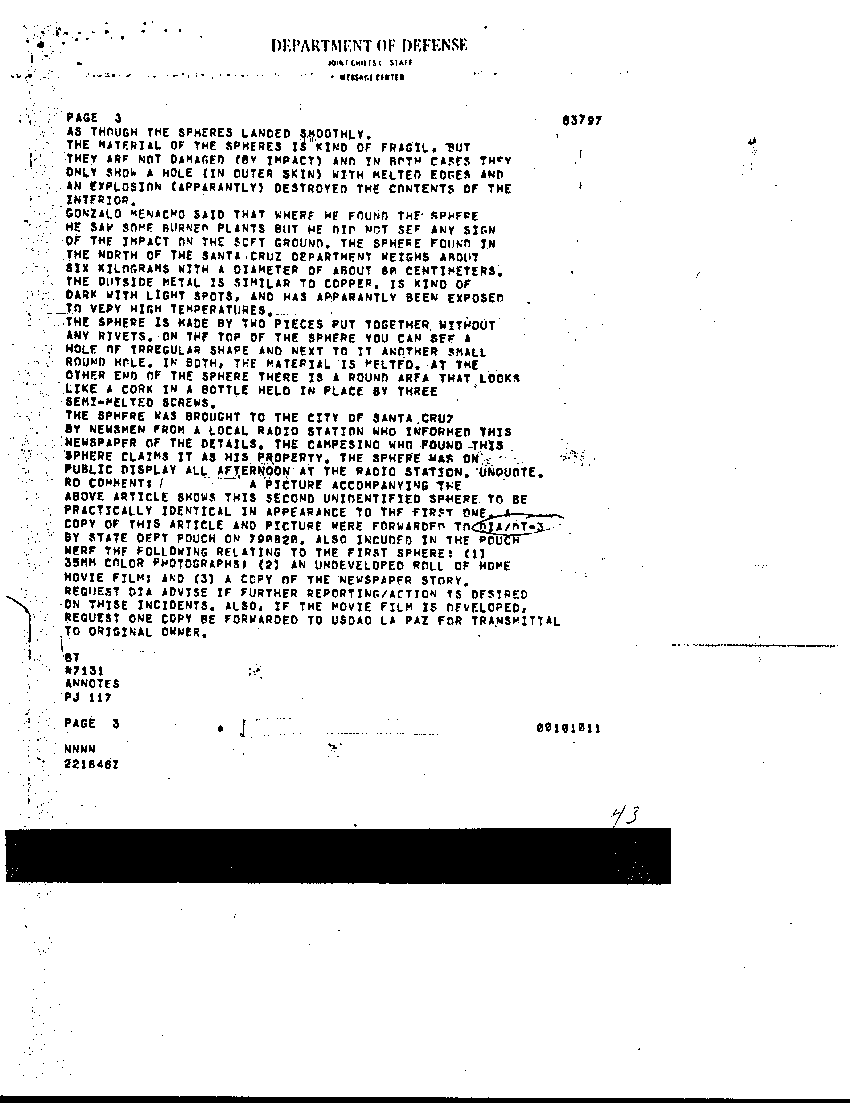 DEPARTMENT OF DEFENSE
JOINT CHIEFS STAFF
MESSAGE CENTER
PAGE 3 83797
AS THOUGH THE SPHERES LANDED SMOOTHLY.
THE MATERIAL OF THE SPHERES IS KIND OF FRAGIL, BUT
THEY ARE NOT DAMAGED (BY IMPACT) AND IN BOTH CASES THEY
ONLY SHOW A HOLE (IN OUTER SKIN) WITH MELTED EDGES AND
AN EXPLOSION (APPARANTLY) DESTROYED THE CONTENTS OF THE
INTERIOR.
GONZALO MENACHO SAID THAT WHERE HE FOUND THE SPHERE
HE SAW SOME BURNED PLANTS BUT HE DID NOT SEE ANY SIGN
OF THE IMPACT ON THE SOFT GROUND. THE SPHERE FOUND IN
THE NORTH OF THE SANTA CRUZ DEPARTMENT WEIGHS ABOUT
SIX KILOGRAMS WITH A DIAMETER OF ABOUT 80 CENTIMETERS.
THE OUTSIDE METAL IS SIMILAR TO COPPER, IS KIND OF
DARK WITH LIGHT SPOTS, AND HAS APPARANTLY BEEN EXPOSED
TO VERY HIGH TEMPERATURES.
THE SPHERE IS MADE BY TWO PIECES PUT TOGETHER WITHOUT
ANY RIVETS. ON THE TOP OF THE SPHERE YOU CAN SEE A
HOLE OF IRREGULAR SHAPE AND NEXT TO IT ANOTHER SMALL
ROUND HOLE. IN BOTH, THE MATERIAL IS MELTED. AT THE
OTHER END OF THE SPHERE THERE IS A ROUND AREA THAT LOOKS
LIKE A CORK IN A BOTTLE HELD IN PLACE BY THREE
SEMI-MELTED SCREWS.
THE SPHERE WAS BROUGHT TO THE CITY OF SANTA CRUZ
BY NEWSMEN FROM A LOCAL RADIO STATION WHO INFORMED THIS
NEWSPAPER OF THE DETAILS. THE CAMPESINO WHO FOUND THIS
SPHERE CLAIMS IT AS HIS PROPERTY. THE SPHERE WAS ON
PUBLIC DISPLAY ALL AFTERNOON AT THE RADIO STATION. UNQUOTE.
RO COMMENT: A PICTURE ACCOMPANYING THE
ABOVE ARTICLE SHOWS THIS SECOND UNIDENTIFIED SPHERE TO BE
PRACTICALLY IDENTICAL IN APPEARANCE TO THE FIRST ONE. A
COPY OF THIS ARTICLE AND PICTURE WERE FORWARDED TO DIA/DT-3
BY STATE DEPT POUCH ON 790820. ALSO INCUDED IN THE POUCH
WERE THE FOLLOWING RELATING TO THE FIRST SPHERE: (1)
35MM COLOR PHOTOGRAPHS; (2) AN UNDEVELOPED ROLL OF HOME
MOVIE FILM; AND (3) A COPY OF THE NEWSPAPER STORY.
REQUEST DIA ADVISE IF FURTHER REPORTING/ACTION IS DESIRED
ON THISE INCIDENTS. ALSO, IF THE MOVIE FILM IS DEVELOPED,
REQUEST ONE COPY BE FORWARDED TO USDAO LA PAZ FOR TRANSMITTAL
TO ORIGINAL OWNER.
BT
#7131
ANNOTES
PJ 117
PAGE 3 00101011
NNNN
221846Z
43